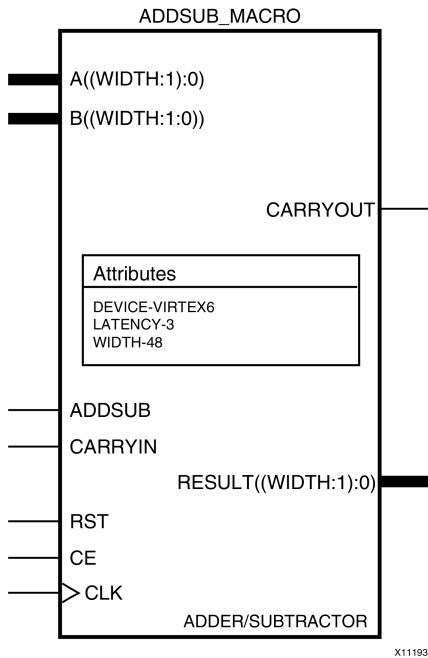 ADDSUB_MACRO
A((WIDTH:1):0)
B((WIDTH:1:0))
CARRYOUT
Attributes
DEVICE-VIRTEX6
LATENCY-3
WIDTH-48
ADDSUB
CARRYIN
RESULT((WIDTH:1):0)
RST
CE
CLK
ADDER/SUBTRACTOR
X11193